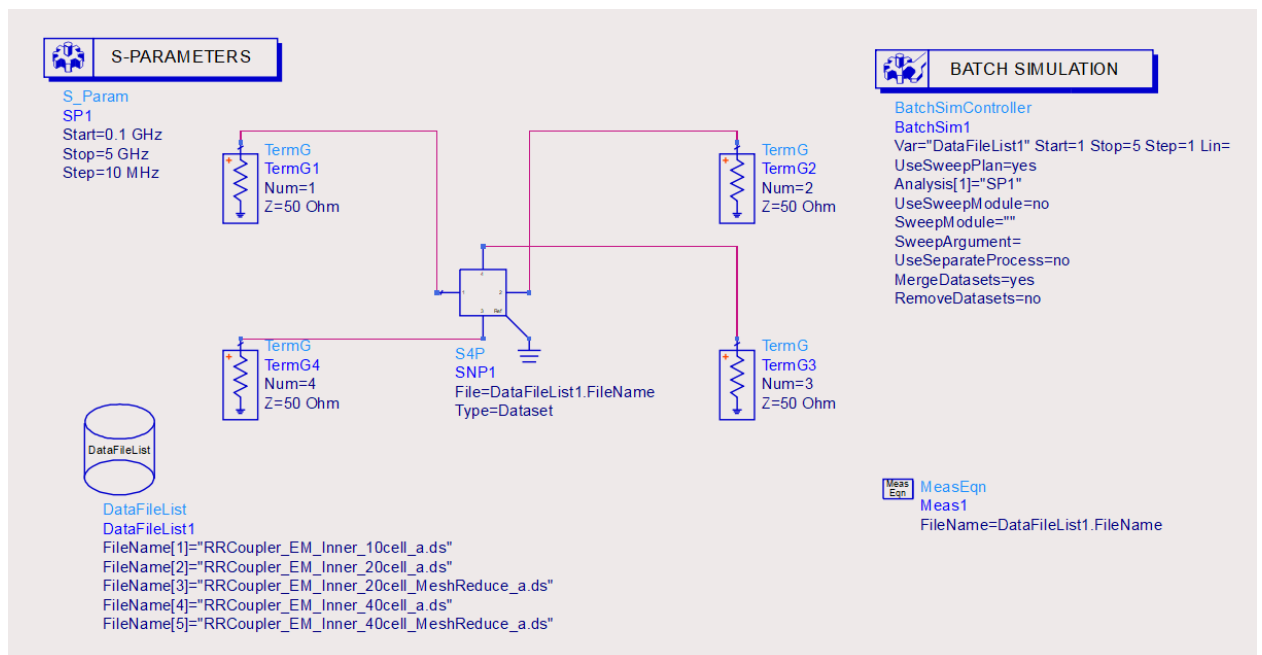 S-PARAMETERS
S_Param
SP1
Start=0.1 GHz
Stop=5 GHz
Step=10 MHz
TermG
TermG1
Num=1
Z=50 Ohm
TermG
TermG2
Num=2
Z=50 Ohm
BATCH SIMULATION
BatchSimController
BatchSim1
Var="DataFileList1" Start=1 Stop=5 Step=1 Lin=
UseSweepPlan=yes
Analysis[1]="SP1"
UseSweepModule=no
SweepModule=""
SweepArgument=
UseSeparateProcess=no
MergeDatasets=yes
RemoveDatasets=no
4
1
2
3 Ref
TermG
TermG4
Num=4
Z=50 Ohm
S4P
SNP1
File=DataFileList1.FileName
Type=Dataset
TermG
TermG3
Num=3
Z=50 Ohm
DataFileList
DataFileList
DataFileList1
FileName[1]="RRCoupler_EM_Inner_10cell_a.ds"
FileName[2]="RRCoupler_EM_Inner_20cell_a.ds"
FileName[3]="RRCoupler_EM_Inner_20cell_MeshReduce_a.ds"
FileName[4]="RRCoupler_EM_Inner_40cell_a.ds"
FileName[5]="RRCoupler_EM_Inner_40cell_MeshReduce_a.ds"
Meas
Eqn
MeasEqn
Meas1
FileName=DataFileList1.FileName